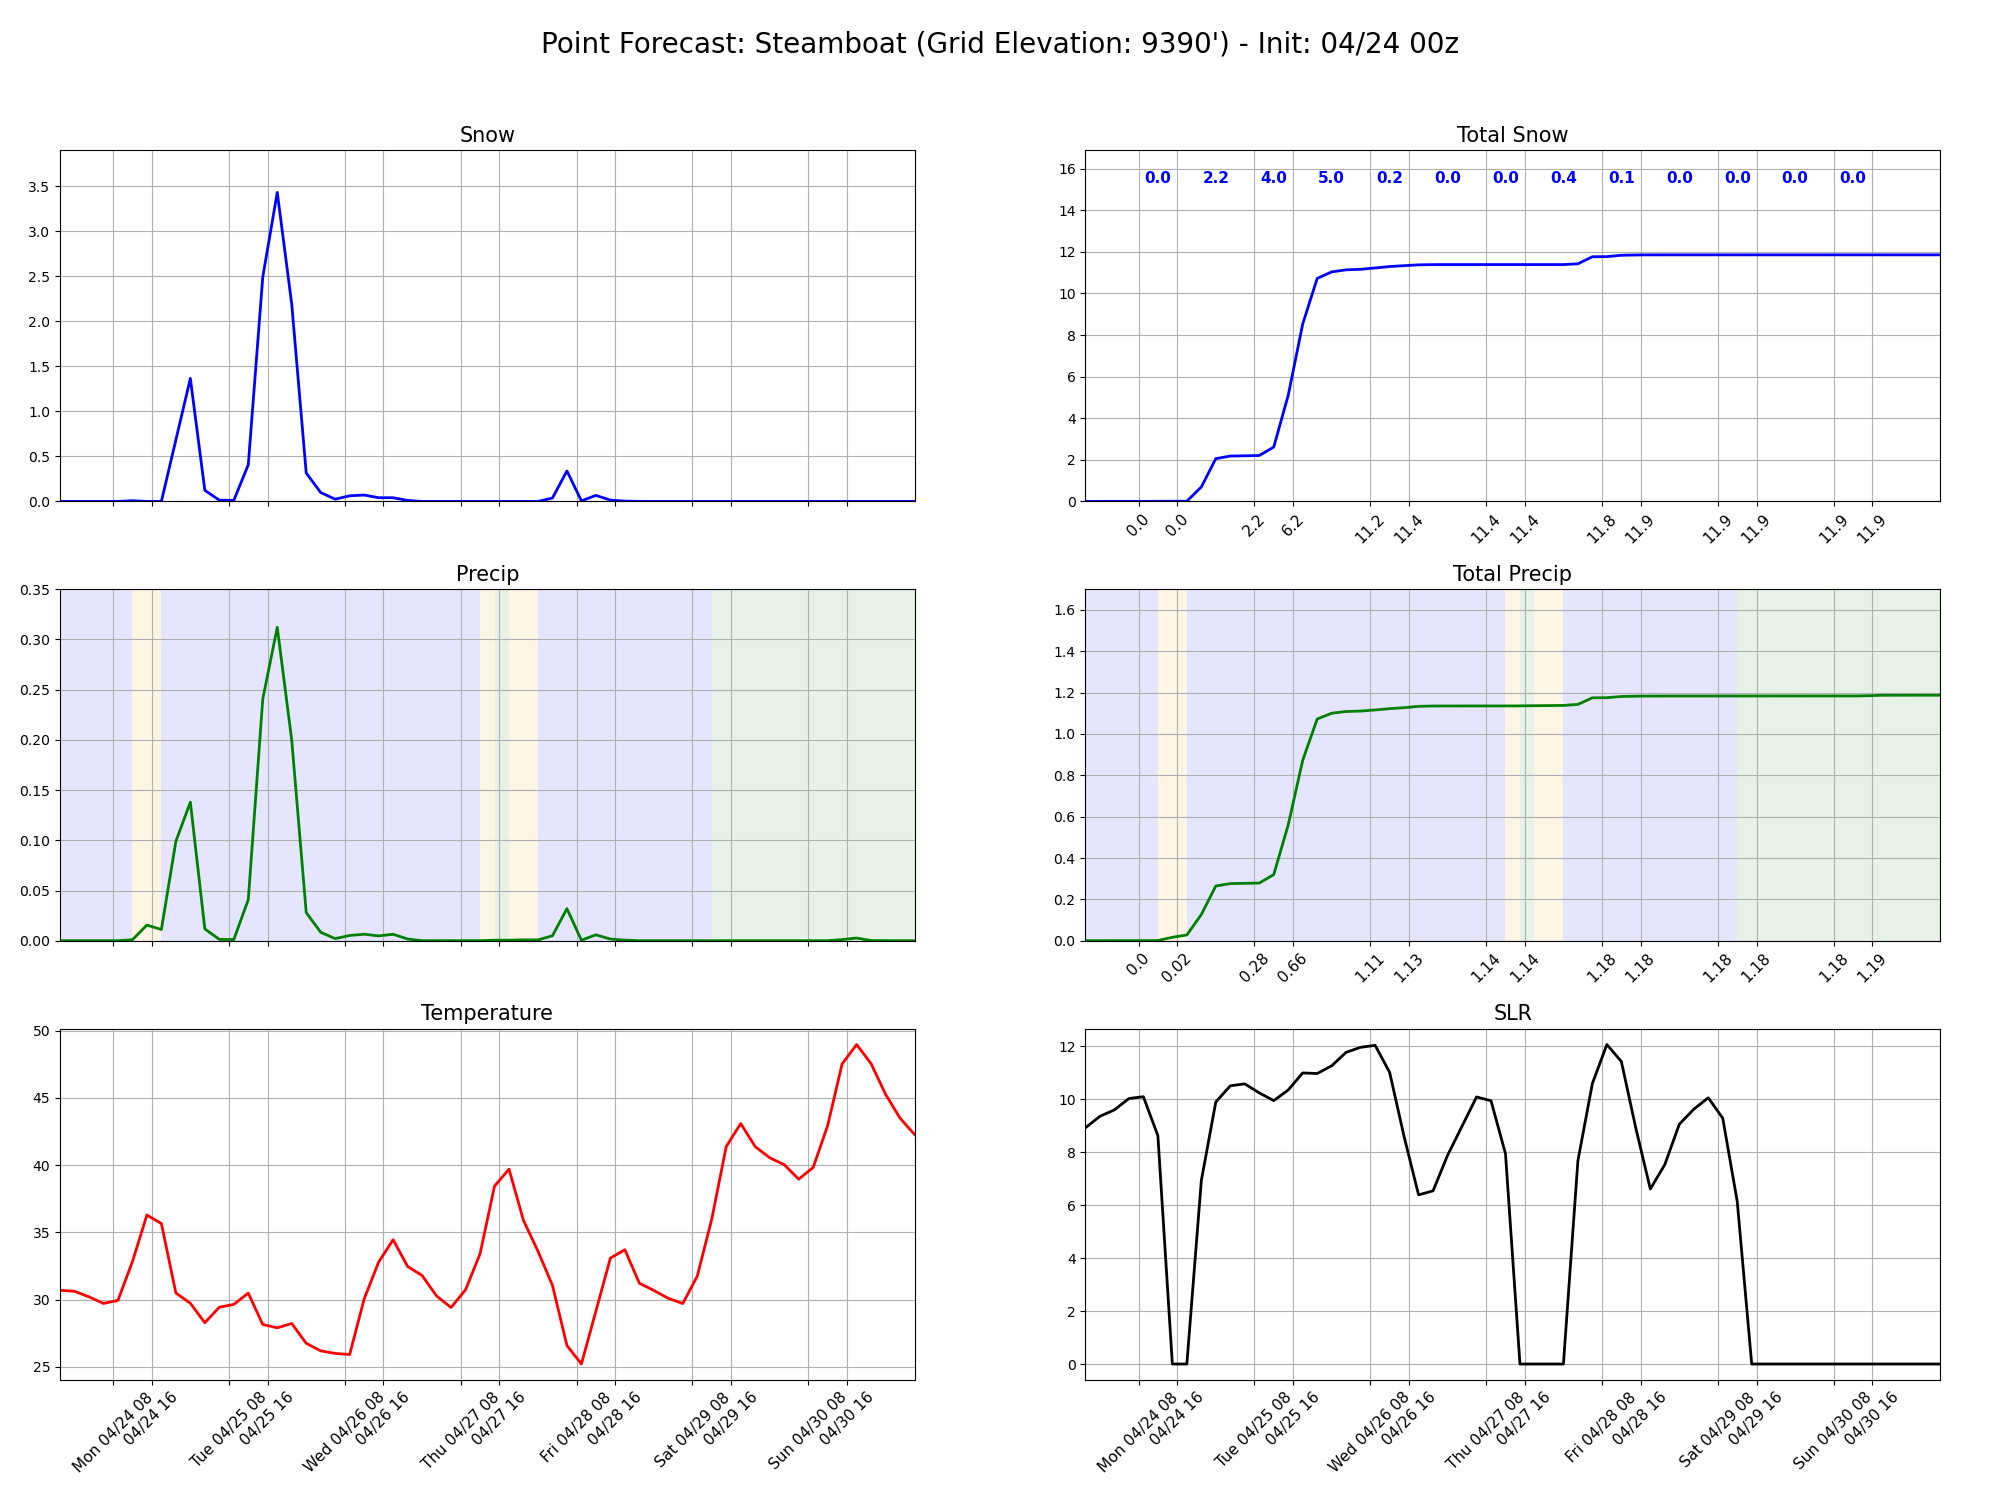 Point Forecast: Steamboat (Grid Elevation: 9390') - Init: 04/24 00z
Snow
3.5
3.0
2.5
2.0
1.5
1.0
0.5
0.0
Total Snow
0.0 2.2 4.0 5.0 0.2 0.0 0.0 0.4 0.1 0.0 0.0 0.0 0.0
16
14
12
10
8
6
4
2
0
0.0 0.0 2.2 6.2 11.2 11.4 11.4 11.4 11.8 11.9 11.9 11.9 11.9 11.9
Precip
0.35
0.30
0.25
0.20
0.15
0.10
0.05
0.00
Total Precip
1.6
1.4
1.2
1.0
0.8
0.6
0.4
0.2
0.0
0.0 0.02 0.28 0.66 1.11 1.13 1.14 1.14 1.18 1.18 1.18 1.18 1.18 1.19
Temperature
50
45
40
35
30
25
Mon 04/24 08
04/24 16
Tue 04/25 08
04/25 16
Wed 04/26 08
04/26 16
Thu 04/27 08
04/27 16
Fri 04/28 08
04/28 16
Sat 04/29 08
04/29 16
Sun 04/30 08
04/30 16
SLR
12
10
8
6
4
2
0
Mon 04/24 08
04/24 16
Tue 04/25 08
04/25 16
Wed 04/26 08
04/26 16
Thu 04/27 08
04/27 16
Fri 04/28 08
04/28 16
Sat 04/29 08
04/29 16
Sun 04/30 08
04/30 16